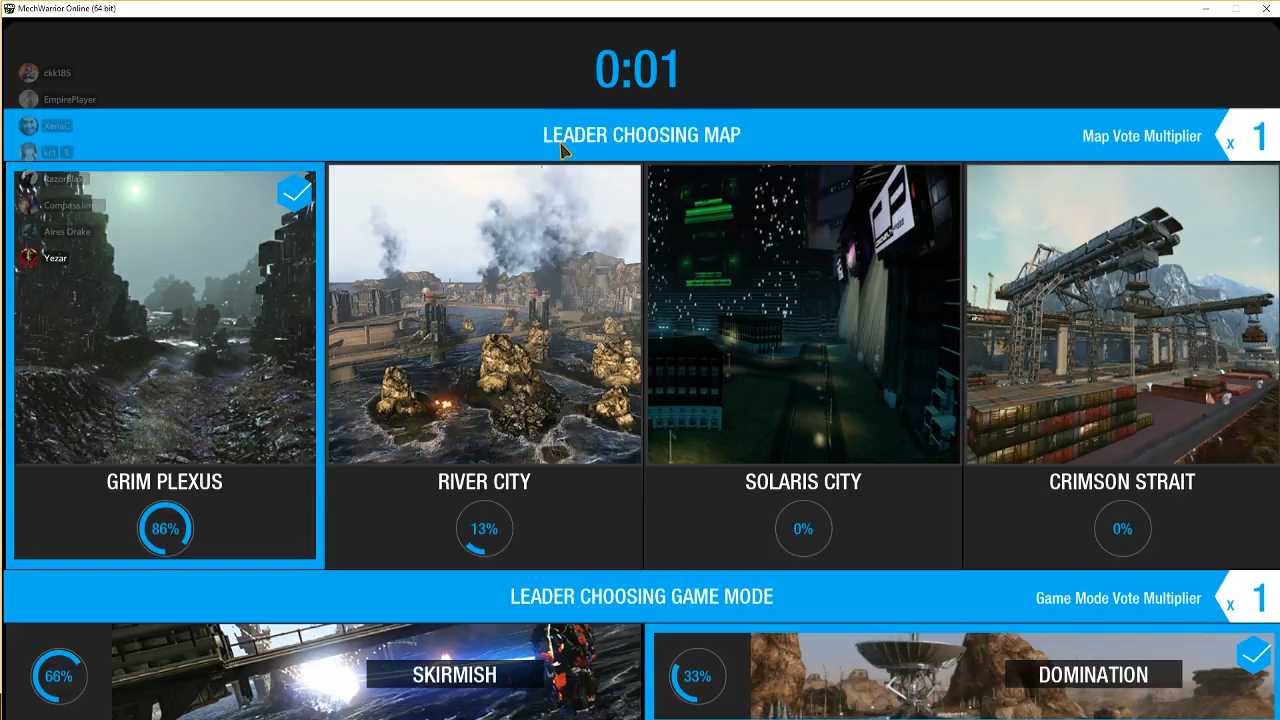 MechWarrior Online (64 bit)
0:01
ckk185
EmpirePlayer
LEADER CHOOSING MAP
Map Vote Multiplier
x 1
XenaC
Aires Drake
Yezar
GRIM PLEXUS
RIVER CITY
SOLARIS CITY
CRIMSON STRAIT
86%
13%
0%
0%
LEADER CHOOSING GAME MODE
Game Mode Vote Multiplier
x 1
66%
SKIRMISH
33%
DOMINATION